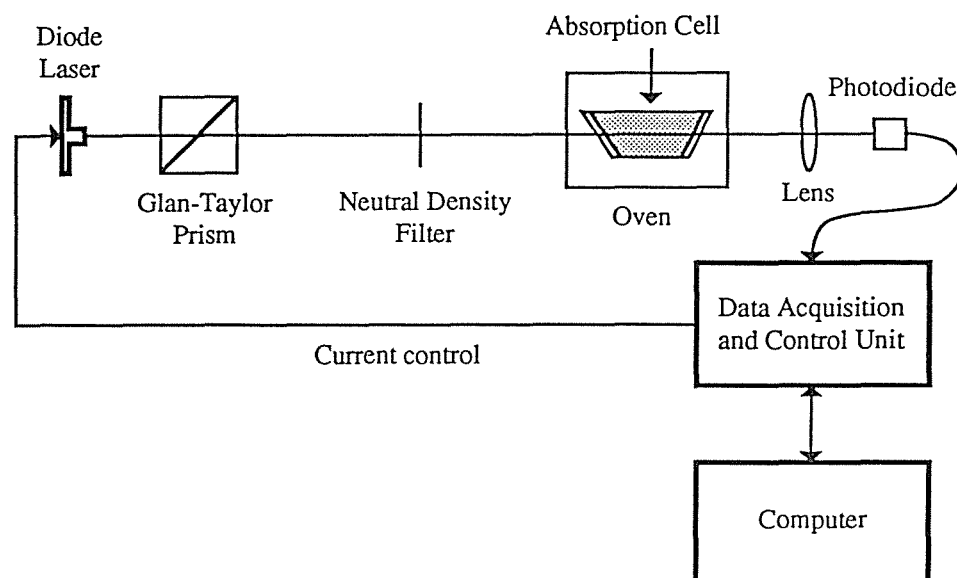 Diode
Laser
Absorption Cell
Photodiode
Glan-Taylor
Prism
Neutral Density
Filter
Oven
Lens
Data Acquisition
and Control Unit
Current control
Computer